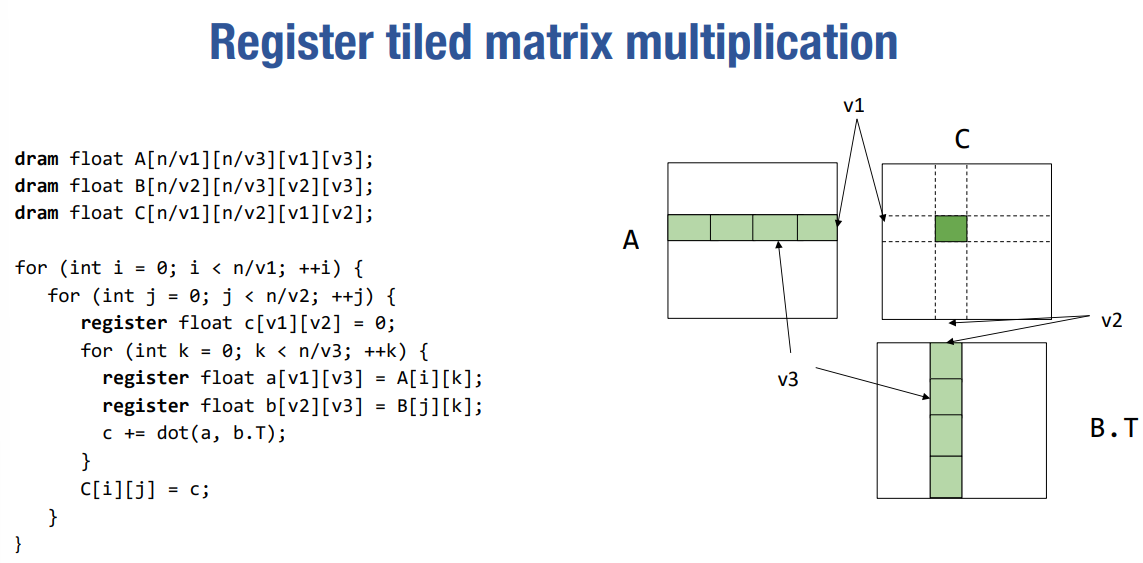 Register tiled matrix multiplication
dram float A[n/v1][n/v3][v1][v3];
dram float B[n/v2][n/v3][v2][v3];
dram float C[n/v1][n/v2][v1][v2];
for (int i = 0; i < n/v1; ++i) {
for (int j = 0; j < n/v2; ++j) {
register float c[v1][v2] = 0;
for (int k = 0; k < n/v3; ++k) {
register float a[v1][v3] = A[i][k];
register float b[v2][v3] = B[j][k];
c += dot(a, b.T);
}
C[i][j] = c;
}
}
v1
C
A
v2
v3
B.T